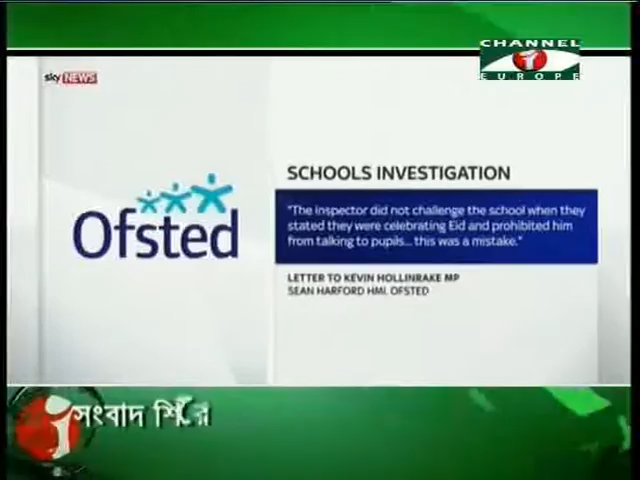 CHANNEL
i
EUROPE
sky NEWS
SCHOOLS INVESTIGATION
Ofsted
"The inspector did not challenge the school when they
stated they were celebrating Eid and prohibited him
from talking to pupils... this was a mistake."
LETTER TO KEVIN HOLLINRAKE MP
SEAN HARFORD HMI, OFSTED
i
সংবাদ